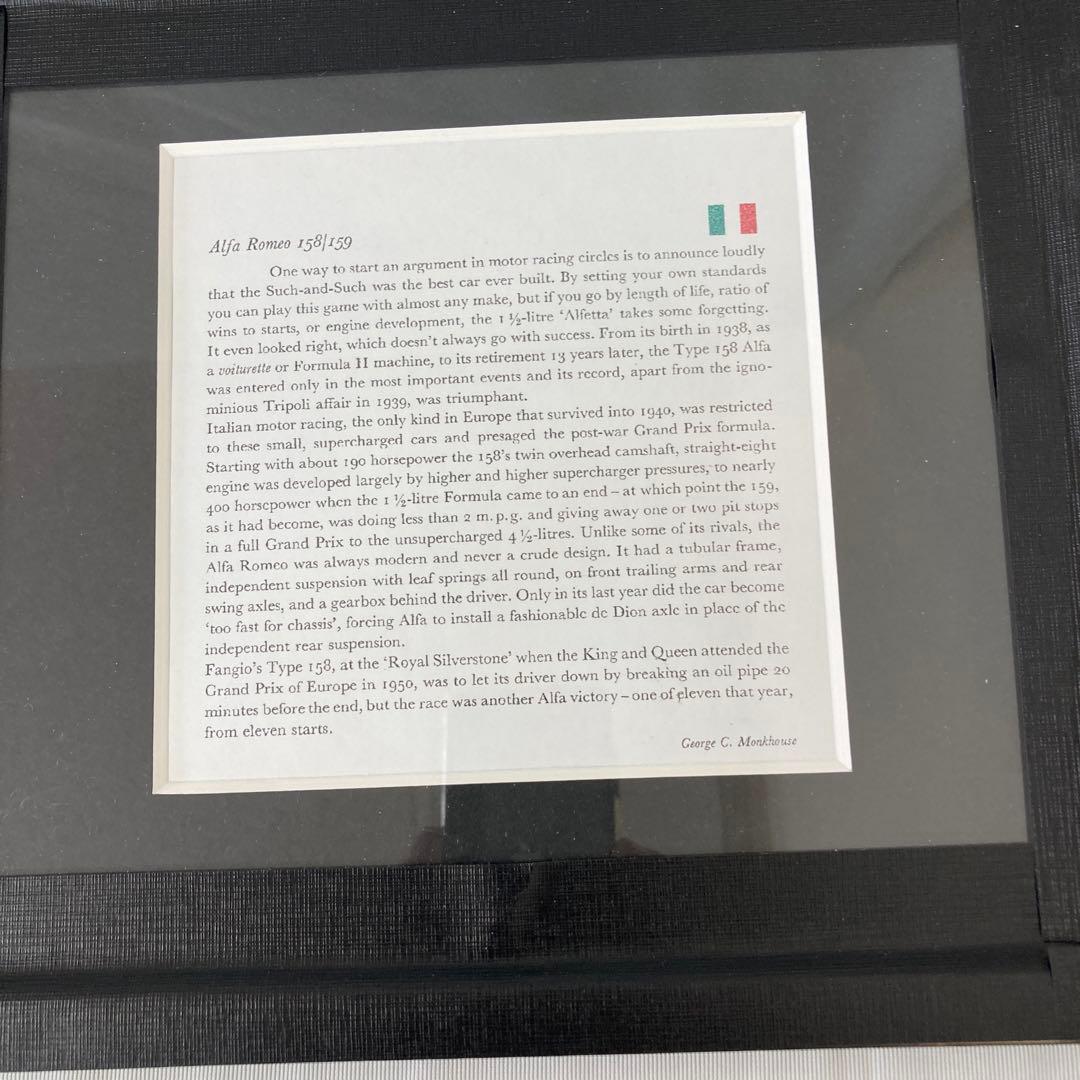 Alfa Romeo 158/159
One way to start an argument in motor racing circles is to announce loudly
that the Such-and-Such was the best car ever built. By setting your own standards
you can play this game with almost any make, but if you go by length of life, ratio of
wins to starts, or engine development, the 1 ½-litre ‘Alfetta’ takes some forgetting.
It even looked right, which doesn't always go with success. From its birth in 1938, as
a voiturette or Formula II machine, to its retirement 13 years later, the Type 158 Alfa
was entered only in the most important events and its record, apart from the igno-
minious Tripoli affair in 1939, was triumphant.
Italian motor racing, the only kind in Europe that survived into 1940, was restricted
to these small, supercharged cars and presaged the post-war Grand Prix formula.
Starting with about 190 horsepower the 158's twin overhead camshaft, straight-eight
engine was developed largely by higher and higher supercharger pressures, to nearly
400 horsepower when the 1 ½-litre Formula came to an end – at which point the 159,
as it had become, was doing less than 2 m.p.g. and giving away one or two pit stops
in a full Grand Prix to the unsupercharged 4 ½-litres. Unlike some of its rivals, the
Alfa Romeo was always modern and never a crude design. It had a tubular frame,
independent suspension with leaf springs all round, on front trailing arms and rear
swing axles, and a gearbox behind the driver. Only in its last year did the car become
‘too fast for chassis’, forcing Alfa to install a fashionable de Dion axle in place of the
independent rear suspension.
Fangio's Type 158, at the ‘Royal Silverstone’ when the King and Queen attended the
Grand Prix of Europe in 1950, was to let its driver down by breaking an oil pipe 20
minutes before the end, but the race was another Alfa victory – one of eleven that year,
from eleven starts.
George C. Monkhouse